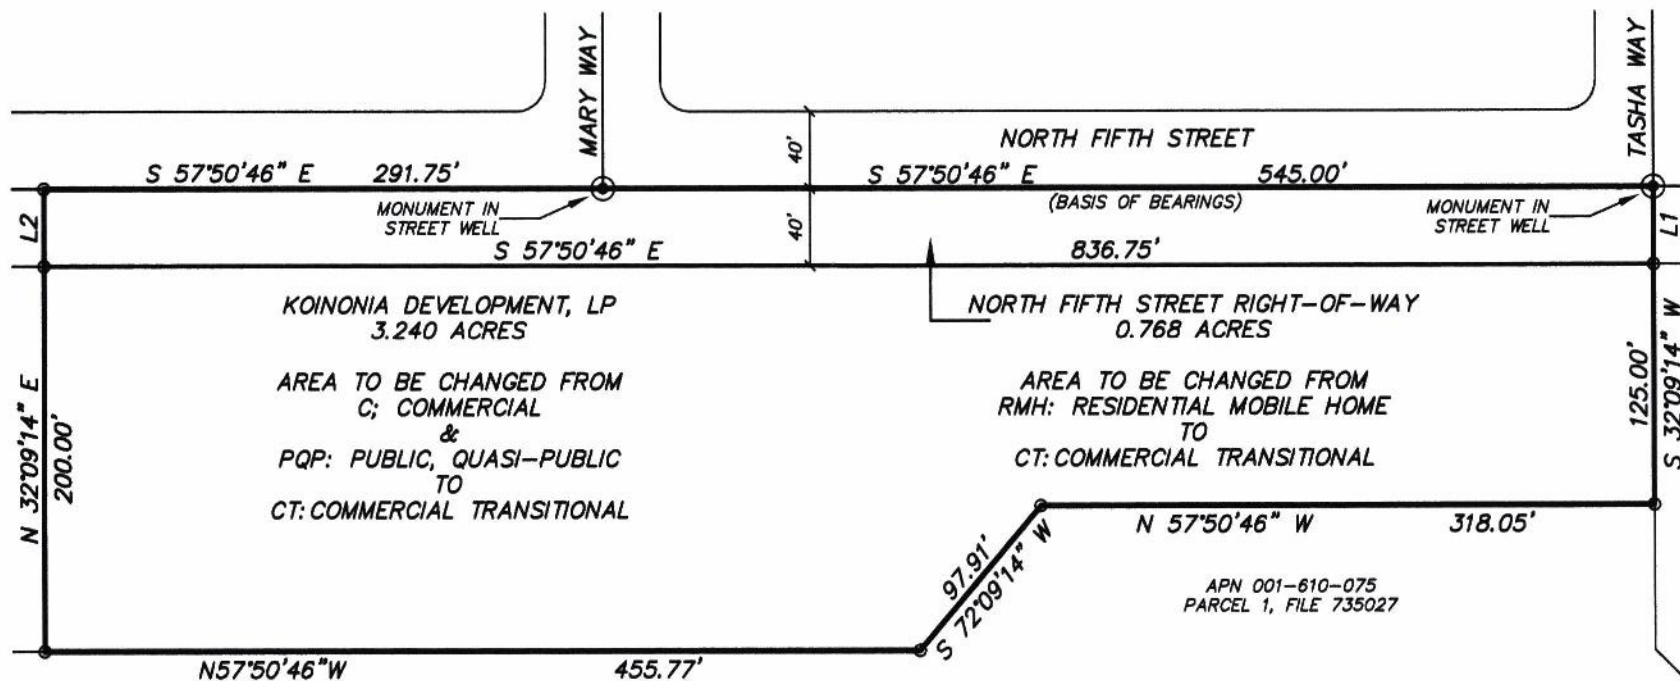 MARY WAY
TASHA WAY
NORTH FIFTH STREET
40'
S 57°50'46" E 291.75'
S 57°50'46" E 545.00'
(BASIS OF BEARINGS)
MONUMENT IN
STREET WELL
MONUMENT IN
STREET WELL
L2
40'
L1
S 57°50'46" E 836.75'
KOINONIA DEVELOPMENT, LP
3.240 ACRES
NORTH FIFTH STREET RIGHT-OF-WAY
0.768 ACRES
AREA TO BE CHANGED FROM
C; COMMERCIAL
&
PQP: PUBLIC, QUASI-PUBLIC
TO
CT: COMMERCIAL TRANSITIONAL
AREA TO BE CHANGED FROM
RMH: RESIDENTIAL MOBILE HOME
TO
CT: COMMERCIAL TRANSITIONAL
N 32°09'14" E
200.00'
125.00'
S 32°09'14" W
97.91'
S 72°09'14" W
N 57°50'46" W 318.05'
APN 001-610-075
PARCEL 1, FILE 735027
N57°50'46"W 455.77'